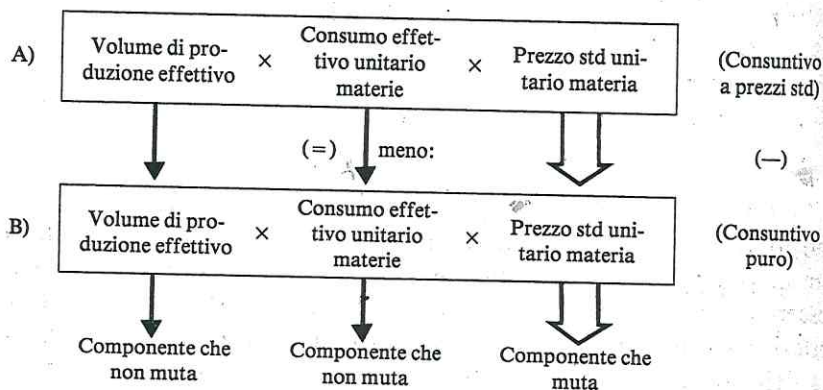 A)
Volume di pro-
duzione effettivo
×
Consumo effet-
tivo unitario
materie
×
Prezzo std uni-
tario materia
(Consuntivo
a prezzi std)
(=) meno:
(—)
B)
Volume di pro-
duzione effettivo
×
Consumo effet-
tivo unitario
materie
×
Prezzo std uni-
tario materia
(Consuntivo
puro)
Componente che
non muta
Componente che
non muta
Componente che
muta